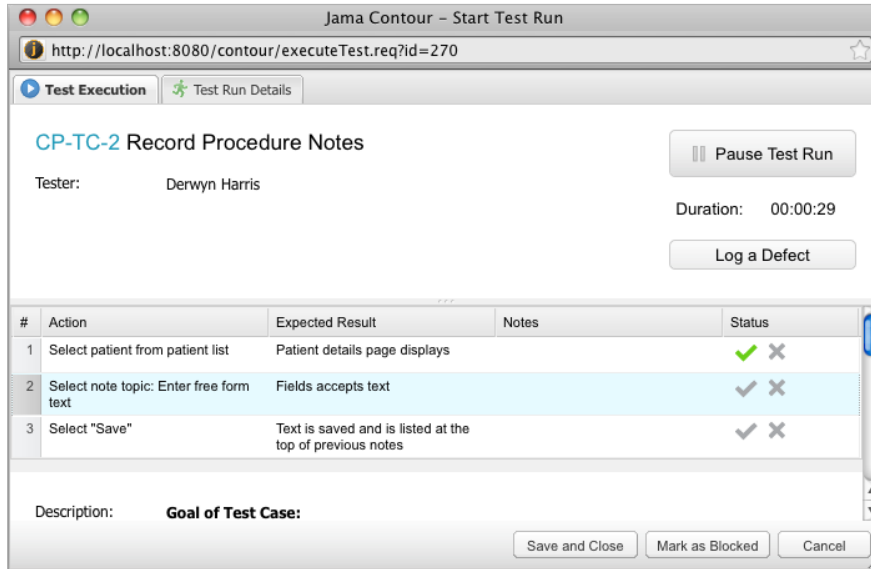 Jama Contour – Start Test Run
http://localhost:8080/contour/executeTest.req?id=270
Test Execution
Test Run Details
CP-TC-2 Record Procedure Notes
Pause Test Run
Tester: Derwyn Harris
Duration: 00:00:29
Log a Defect
# Action Expected Result Notes Status
1 Select patient from patient list Patient details page displays
2 Select note topic: Enter free form Fields accepts text
text
3 Select "Save" Text is saved and is listed at the
top of previous notes
Description: Goal of Test Case:
Save and Close Mark as Blocked Cancel